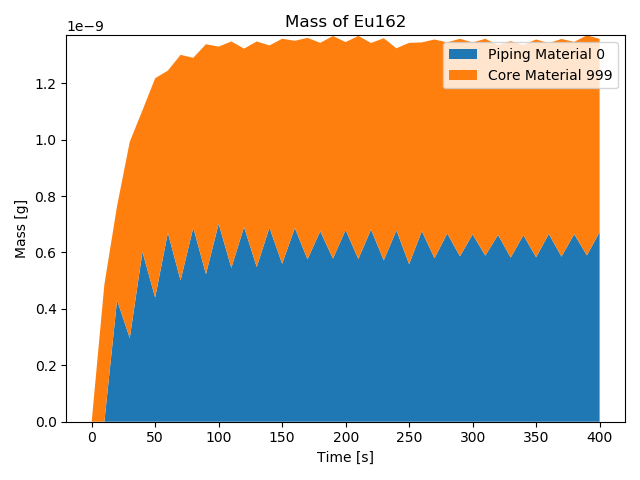 Mass of Eu162
1e−9
Piping Material 0
Core Material 999
Mass [g]
1.2
1.0
0.8
0.6
0.4
0.2
0.0
0 50 100 150 200 250 300 350 400
Time [s]